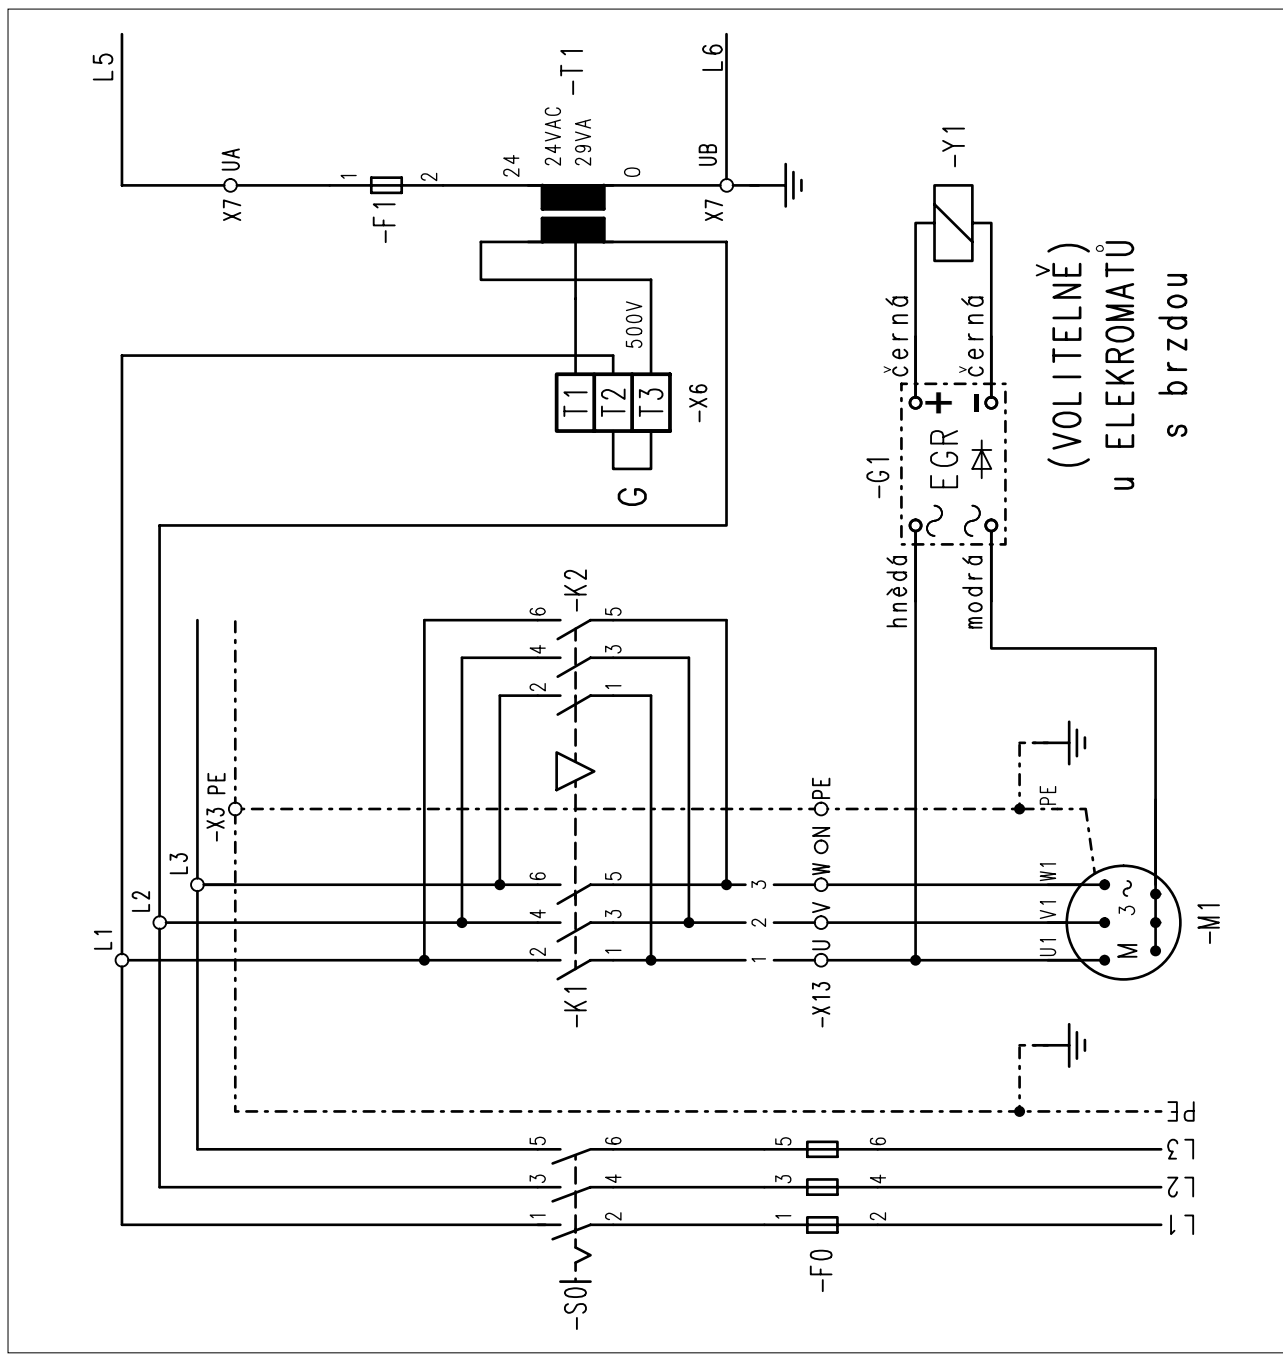 L5
X7 UA
1
-F1
2
24
24VAC
29VA
-T1
0
X7 UB
L6
500V
T1
T2
T3
-X6
G
-Y1
černá
černá
-G1
+
-
EGR
~
~
hnèdá
modrá
(VOLITELNĚ)
u ELEKROMATŮ
s brzdou
L1
L2
L3
-X3 PE
6
4
2
-K2
5
3
1
6
4
2
-K1
5
3
1
3
2
1
-X13
U
V
W
N
PE
PE
W1
V1
U1
M
3~
-M1
5
3
1
-S0
6
4
2
5
3
1
-F0
6
4
2
PE
L3
L2
L1